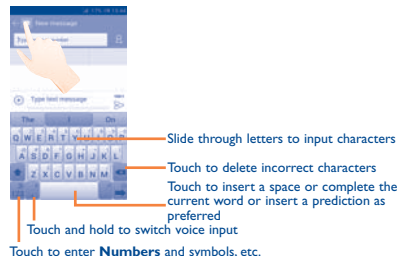 New message
Type text message
The I On
Q W E R T Y U I O P
A S D F G H J K L
Z X C V B N M
Slide through letters to input characters
Touch to delete incorrect characters
Touch to insert a space or complete the
current word or insert a prediction as
preferred
Touch and hold to switch voice input
Touch to enter Numbers and symbols, etc.